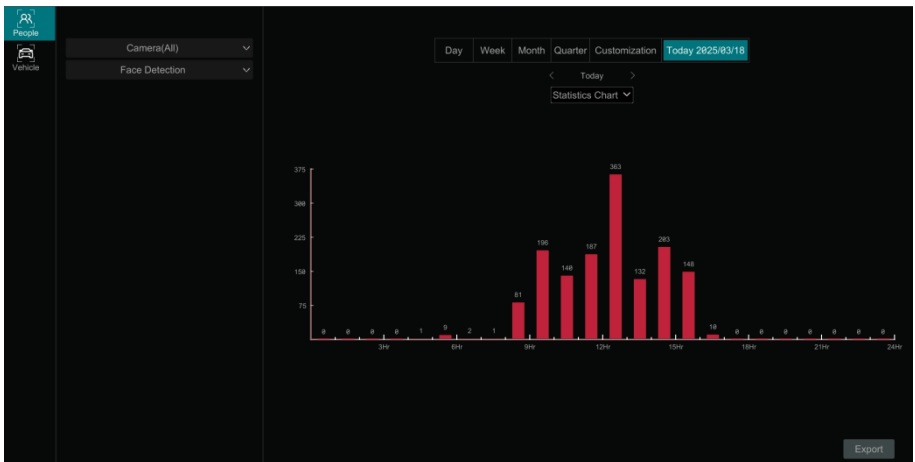 People
Vehicle
Camera(All)
Face Detection
Day Week Month Quarter Customization Today 2025/03/18
< Today >
Statistics Chart
375
300
225
150
75
0 0 0 0 1 9 2 1 81 196 140 187 363 132 203 148 10 0 0 0 0 0 0 0
3Hr 6Hr 9Hr 12Hr 15Hr 18Hr 21Hr 24Hr
Export